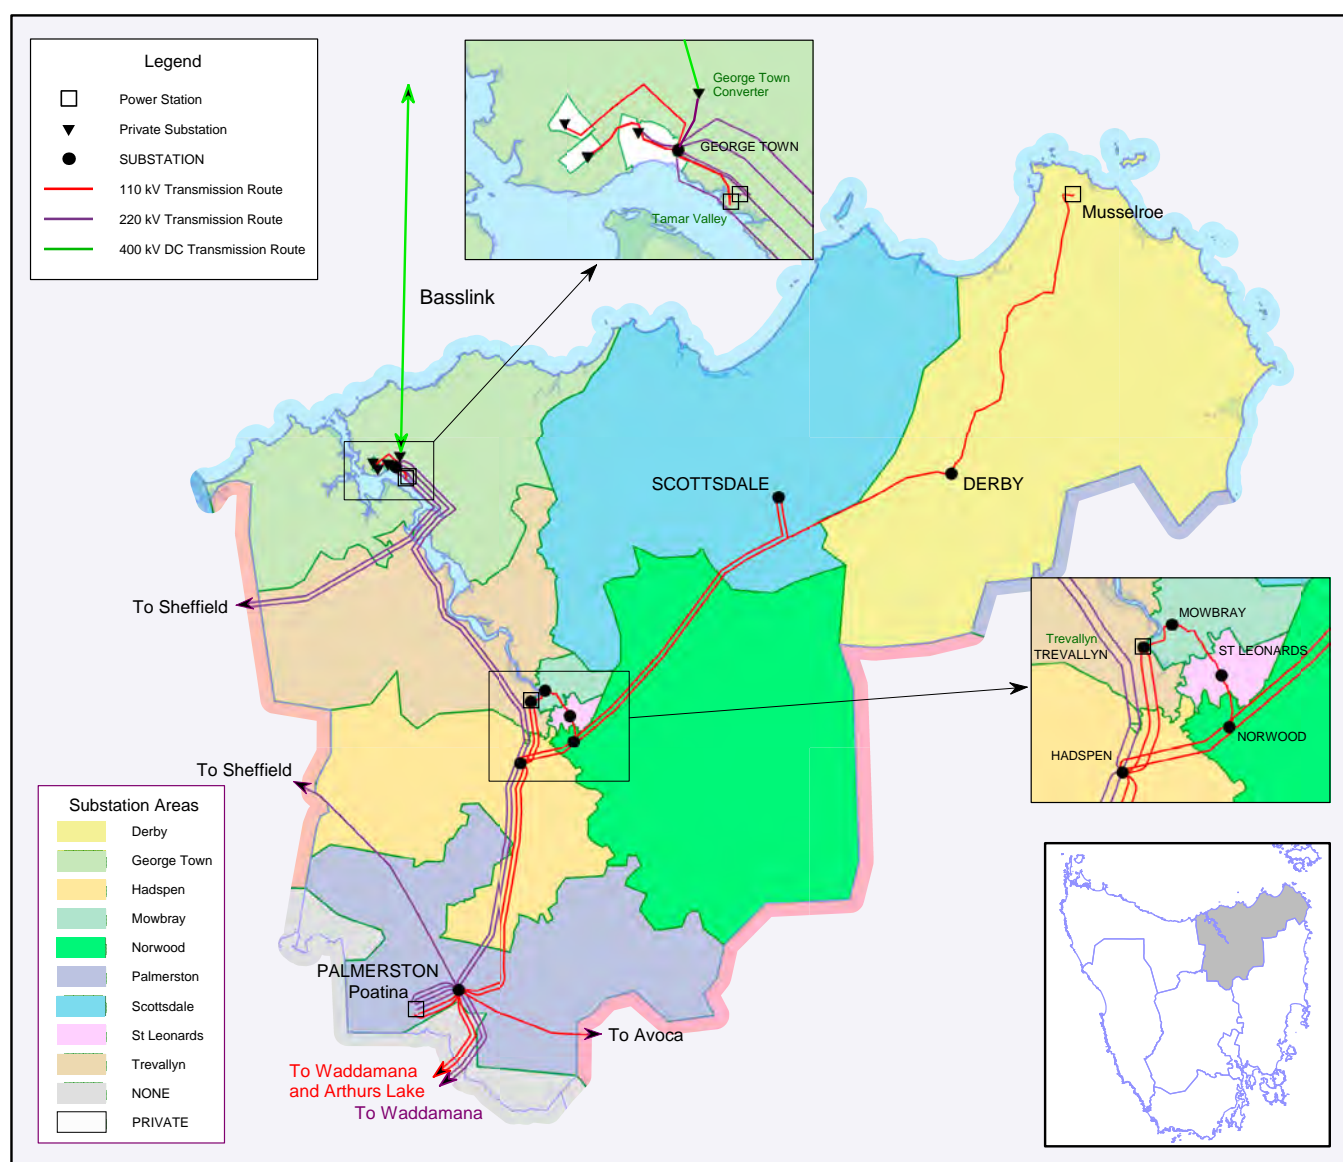 Legend
Power Station
Private Substation
SUBSTATION
110 kV Transmission Route
220 kV Transmission Route
400 kV DC Transmission Route
George Town
Converter
GEORGE TOWN
Tamar Valley
Basslink
Musselroe
SCOTTSDALE
DERBY
To Sheffield
To Sheffield
MOWBRAY
Trevallyn
TREVALLYN
ST LEONARDS
NORWOOD
HADSPEN
Substation Areas
Derby
George Town
Hadspen
Mowbray
Norwood
Palmerston
Scottsdale
St Leonards
Trevallyn
NONE
PRIVATE
PALMERSTON
Poatina
To Avoca
To Waddamana
and Arthurs Lake
To Waddamana